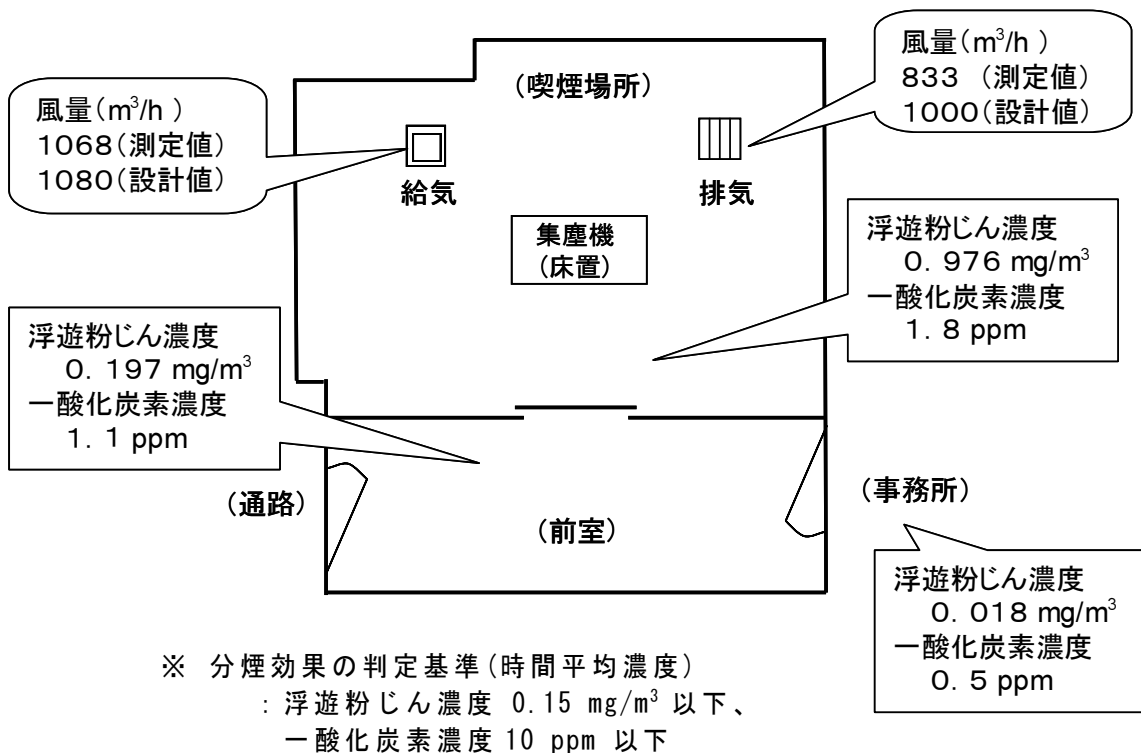 風量(m³/h )
1068(測定値)
1080(設計値)
(喫煙場所)
風量(m³/h )
833 (測定値)
1000(設計値)
給気
排気
集塵機
(床置)
浮遊粉じん濃度
0.976 mg/m³
一酸化炭素濃度
1.8 ppm
浮遊粉じん濃度
0.197 mg/m³
一酸化炭素濃度
1.1 ppm
(通路)
(前室)
(事務所)
浮遊粉じん濃度
0.018 mg/m³
一酸化炭素濃度
0.5 ppm
※ 分煙効果の判定基準(時間平均濃度)
:浮遊粉じん濃度 0.15 mg/m³ 以下、
一酸化炭素濃度 10 ppm 以下